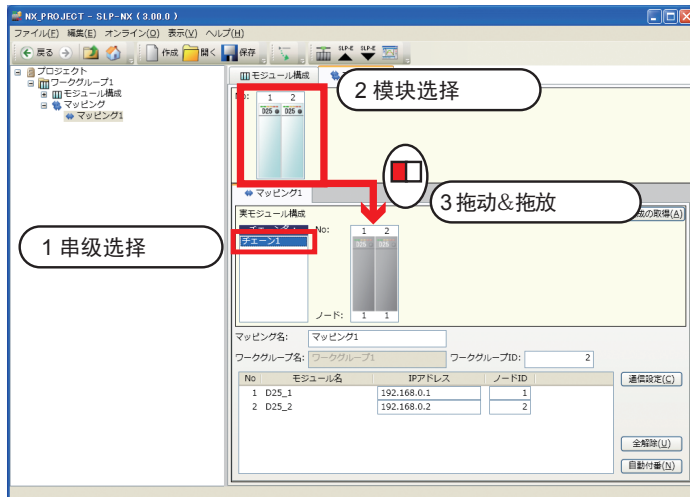 NX_PROJECT - SLP-NX ( 3.00.0 )
ファイル(F) 編集(E) オンライン(O) 表示(V) ヘルプ(H)
戻る 作成 開く 保存 SLP-E SLP-E
プロジェクト
ワークグループ1
モジュール構成
マッピング
マッピング1
モジュール構成
No: 1 2
D25 D25
2 模块选择
マッピング1
3 拖动&拖放
実モジュール構成
の取得(A)
1 串级选择
チェーン1
No: 1 2
D25 D25
ノード: 1 1
マッピング名: マッピング1
ワークグループ名: ワークグループ1 ワークグループID: 2
No モジュール名 IPアドレス ノードID
1 D25_1 192.168.0.1 1
2 D25_2 192.168.0.2 2
通信設定(C)
全解除(U)
自動付番(N)